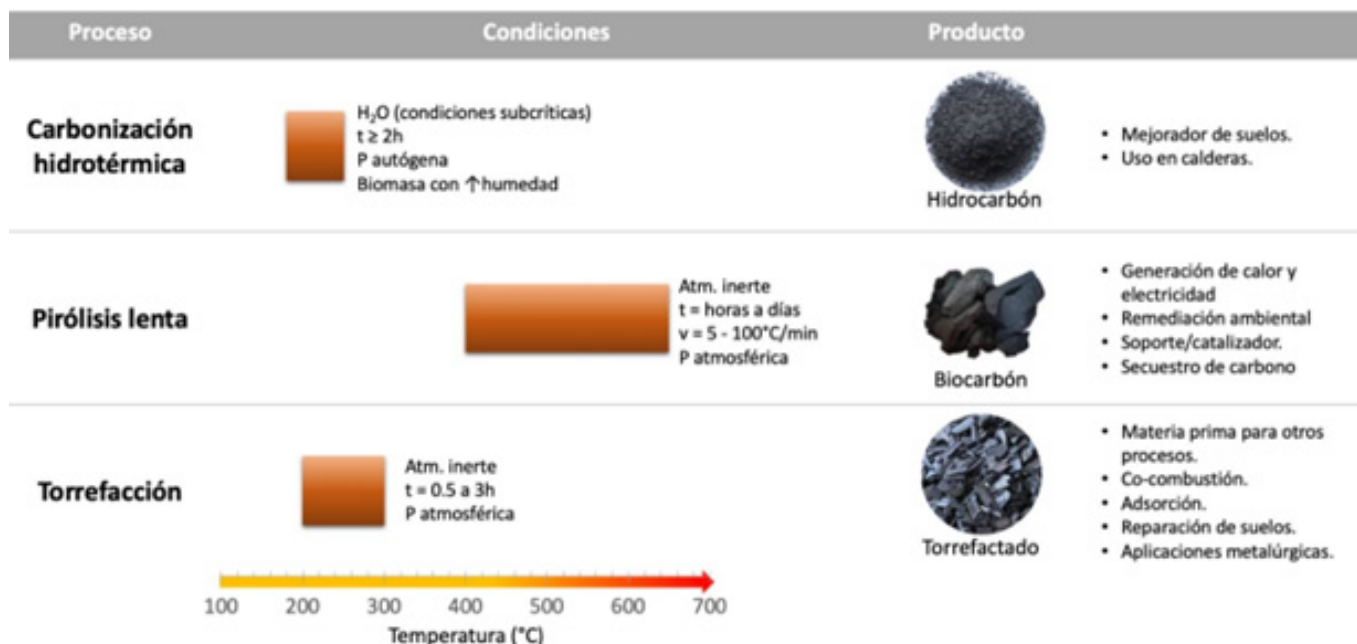 Proceso Condiciones Producto
Carbonización
hidrotérmica
H₂O (condiciones subcríticas)
t ≥ 2h
P autógena
Biomasa con ↑humedad
Hidrocarbón
• Mejorador de suelos.
• Uso en calderas.
Pirólisis lenta
Atm. inerte
t = horas a días
v = 5 - 100°C/min
P atmosférica
Biocarbón
• Generación de calor y
electricidad
• Remediación ambiental
• Soporte/catalizador.
• Secuestro de carbono
Torrefacción
Atm. inerte
t = 0.5 a 3h
P atmosférica
Torrefactado
• Materia prima para otros
procesos.
• Co-combustión.
• Adsorción.
• Reparación de suelos.
• Aplicaciones metalúrgicas.
100 200 300 400 500 600 700
Temperatura (°C)